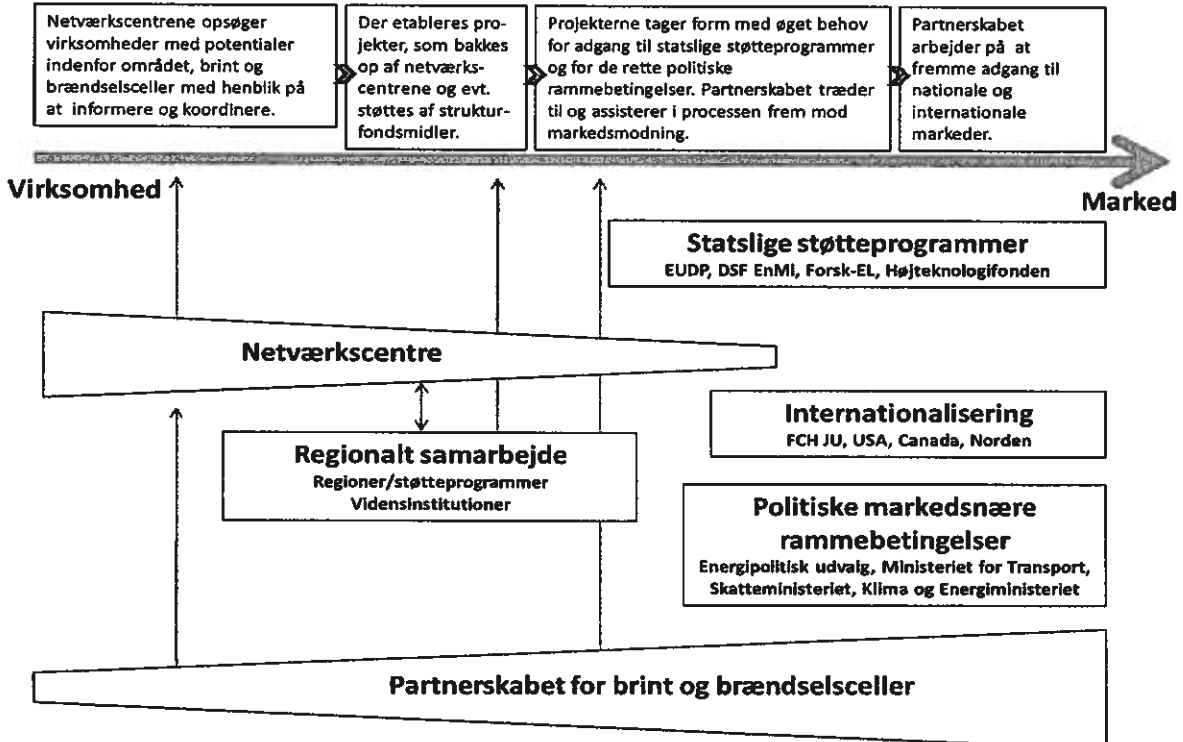 Netværkscentrene opsøger
virksomheder med potentialer
indenfor området, brint og
brændselsceller med henblik på
at informere og koordinere.
Der etableres pro-
jekter, som bakkes
op af netværks-
centrene og evt.
støttes af struktur-
fondsmidler.
Projekterne tager form med øget behov
for adgang til statslige støtteprogrammer
og for de rette politiske
rammebetingelser. Partnerskabet træder
til og assisterer i processen frem mod
markedsmodning.
Partnerskabet
arbejder på at
fremme adgang til
nationale og
internationale
markeder.
Virksomhed
Marked
Statslige støtteprogrammer
EUDP, DSF EnMi, Forsk-EL, Højteknologifonden
Netværkscentre
Internationalisering
FCH JU, USA, Canada, Norden
Regionalt samarbejde
Regioner/støtteprogrammer
Vidensinstitutioner
Politiske markedsnære
rammebetingelser
Energipolitisk udvalg, Ministeriet for Transport,
Skatteministeriet, Klima og Energiministeriet
Partnerskabet for brint og brændselsceller